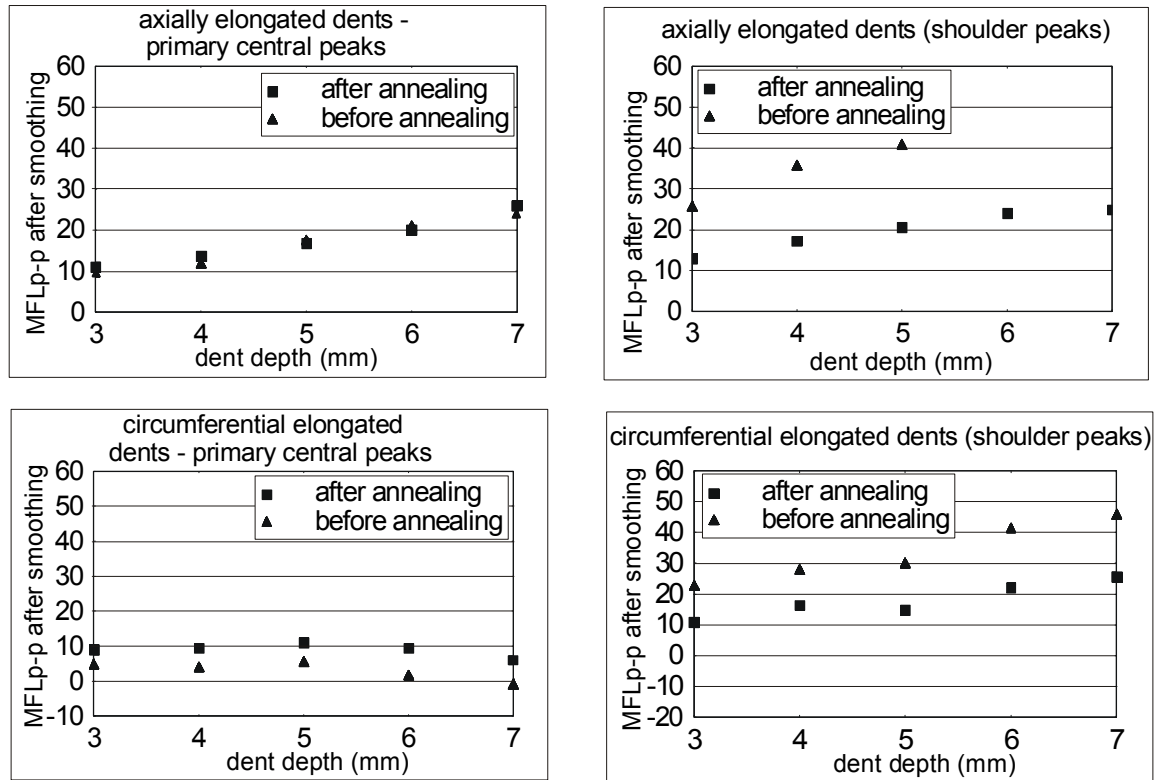 axially elongated dents -
primary central peaks
60
50
40
30
20
10
0
MFLp-p after smoothing
after annealing
before annealing
3 4 5 6 7
dent depth (mm)
axially elongated dents (shoulder peaks)
60
50
40
30
20
10
0
MFLp-p after smoothing
after annealing
before annealing
3 4 5 6 7
dent depth (mm)
circumferential elongated
dents - primary central peaks
60
50
40
30
20
10
0
-10
MFLp-p after smoothing
after annealing
before annealing
3 4 5 6 7
dent depth (mm)
circumferential elongated dents (shoulder peaks)
60
50
40
30
20
10
0
-10
-20
MFLp-p after smoothing
after annealing
before annealing
3 4 5 6 7
dent depth (mm)